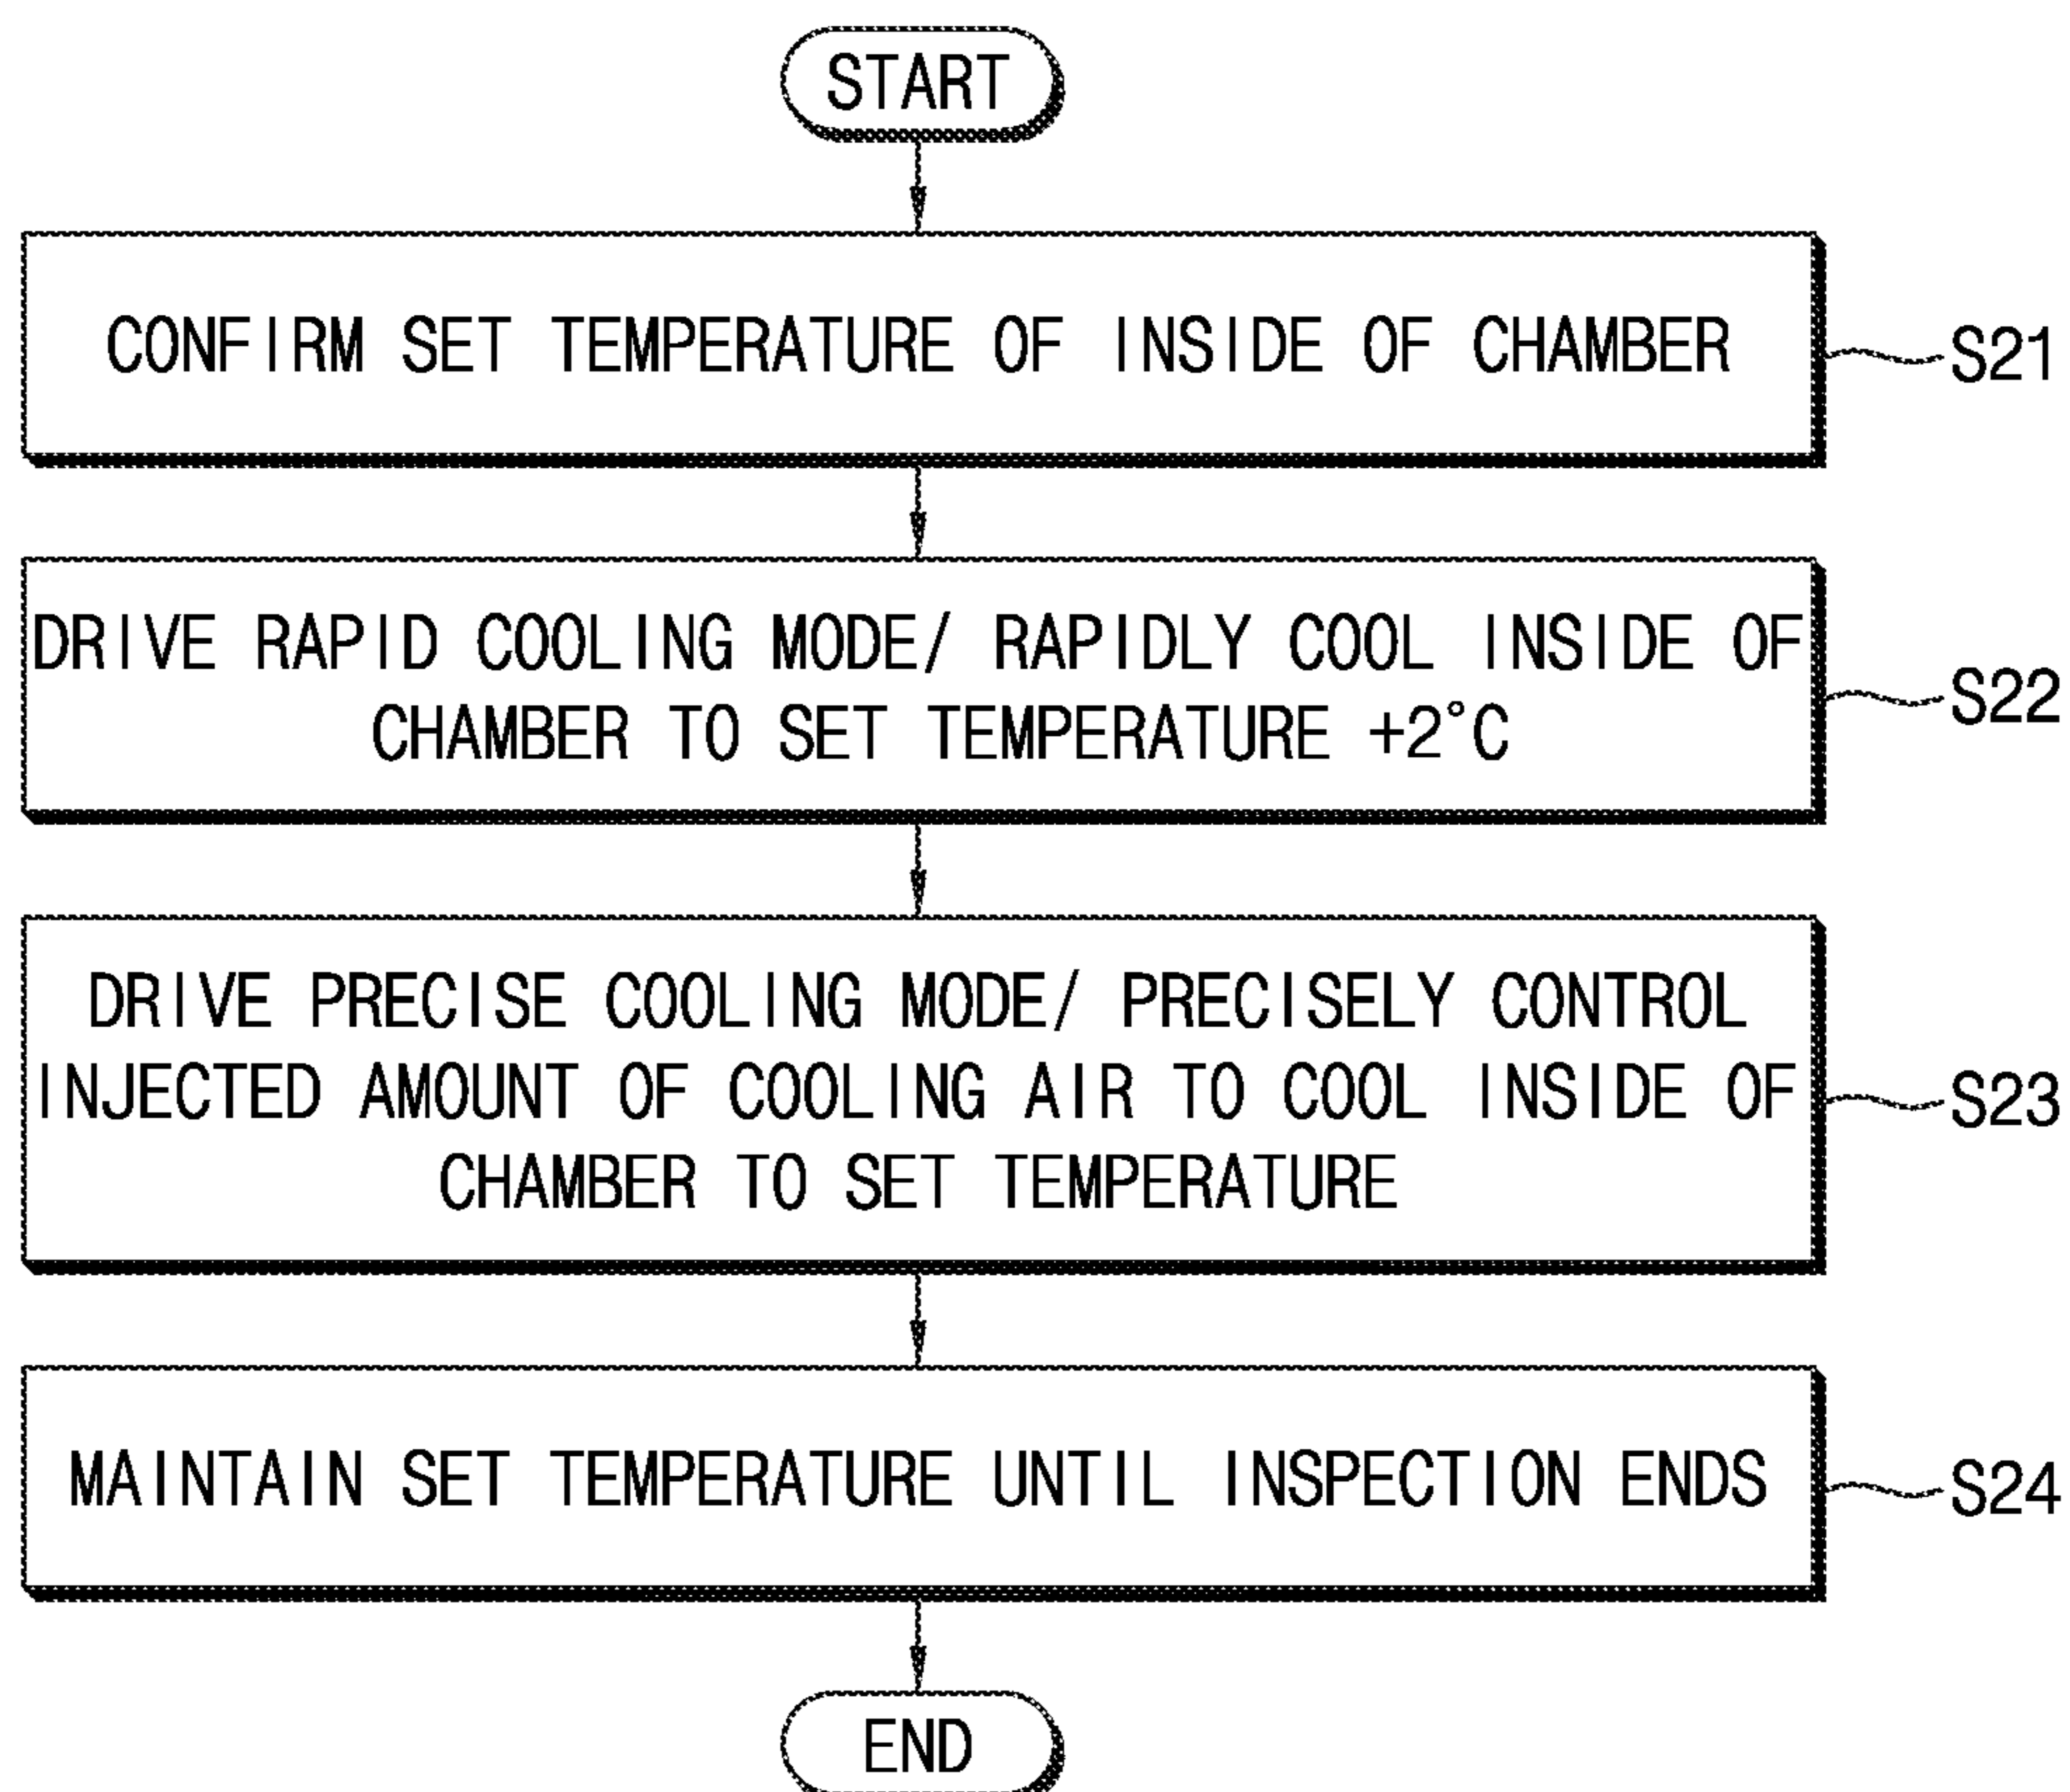 START
CONFIRM SET TEMPERATURE OF INSIDE OF CHAMBER
S21
DRIVE RAPID COOLING MODE/ RAPIDLY COOL INSIDE OF
CHAMBER TO SET TEMPERATURE +2°C
S22
DRIVE PRECISE COOLING MODE/ PRECISELY CONTROL
INJECTED AMOUNT OF COOLING AIR TO COOL INSIDE OF
CHAMBER TO SET TEMPERATURE
S23
MAINTAIN SET TEMPERATURE UNTIL INSPECTION ENDS
S24
END